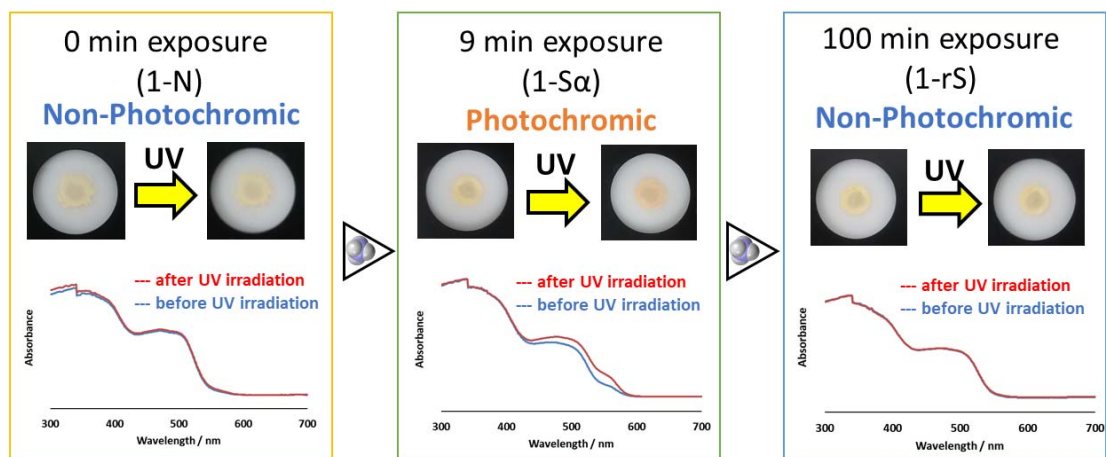 0 min exposure
(1-N)
Non-Photochromic
UV
--- after UV irradiation
--- before UV irradiation
Absorbance
300 400 500 600 700
Wavelength / nm
9 min exposure
(1-Sα)
Photochromic
UV
--- after UV irradiation
--- before UV irradiation
Absorbance
300 400 500 600 700
Wavelength / nm
100 min exposure
(1-rS)
Non-Photochromic
UV
--- after UV irradiation
--- before UV irradiation
Absorbance
300 400 500 600 700
Wavelength / nm